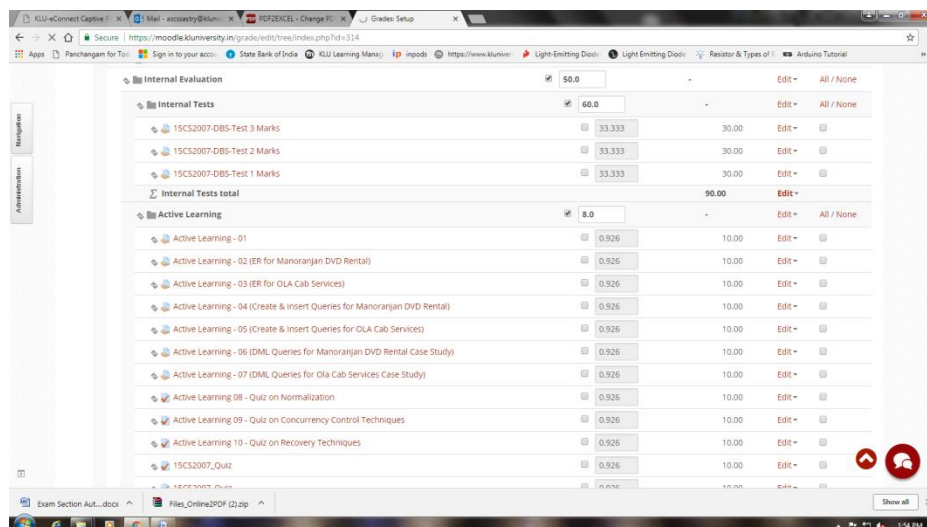 KLU-eConnect Captive P
Mail - ascssastry@kluniv
PDF2EXCEL - Change PD
Grades: Setup
Secure | https://moodle.kluniversity.in/grade/edit/tree/index.php?id=314
Apps Panchangam for Tod Sign in to your accou State Bank of India KLU Learning Manag ip inpods https://www.kluniver Light-Emitting Diode Light Emitting Diode Resistor & Types of Arduino Tutorial
Navigation
Administration
Internal Evaluation 50.0 - Edit All / None
Internal Tests 60.0 - Edit All / None
15CS2007-DBS-Test 3 Marks 33.333 30.00 Edit
15CS2007-DBS-Test 2 Marks 33.333 30.00 Edit
15CS2007-DBS-Test 1 Marks 33.333 30.00 Edit
∑ Internal Tests total 90.00 Edit
Active Learning 8.0 - Edit All / None
Active Learning - 01 0.926 10.00 Edit
Active Learning - 02 (ER for Manoranjan DVD Rental) 0.926 10.00 Edit
Active Learning - 03 (ER for OLA Cab Services) 0.926 10.00 Edit
Active Learning - 04 (Create & Insert Queries for Manoranjan DVD Rental) 0.926 10.00 Edit
Active Learning - 05 (Create & Insert Queries for OLA Cab Services) 0.926 10.00 Edit
Active Learning - 06 (DML Queries for Manoranjan DVD Rental Case Study) 0.926 10.00 Edit
Active Learning - 07 (DML Queries for Ola Cab Services Case Study) 0.926 10.00 Edit
Active Learning 08 - Quiz on Normalization 0.926 10.00 Edit
Active Learning 09 - Quiz on Concurrency Control Techniques 0.926 10.00 Edit
Active Learning 10 - Quiz on Recovery Techniques 0.926 10.00 Edit
15CS2007_Quiz 0.926 10.00 Edit
15CS2007_Quiz 0.926 10.00 Edit
Exam Section Aut....docx
Files_Online2PDF (2).zip
Show all
1:54 PM